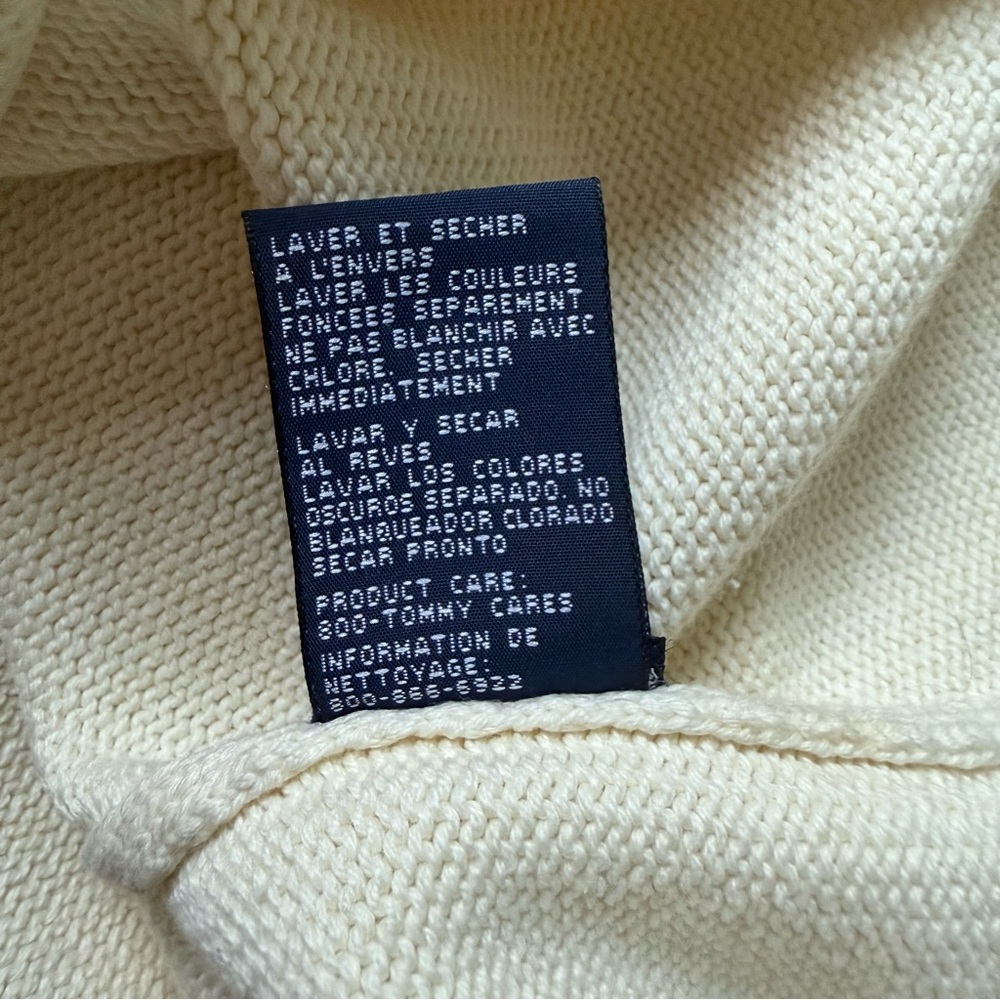 LAVER ET SECHER
A L'ENVERS
LAVER LES COULEURS
FONCEES SEPAREMENT
NE PAS BLANCHIR AVEC
CHLORE. SECHER
IMMEDIATEMENT
LAVAR Y SECAR
AL REVES
LAVAR LOS COLORES
OSCUROS SEPARADO. NO
BLANQUEADOR CLORADO
SECAR PRONTO
PRODUCT CARE:
800-TOMMY CARES
INFORMATION DE
NETTOYAGE:
800-866-6922